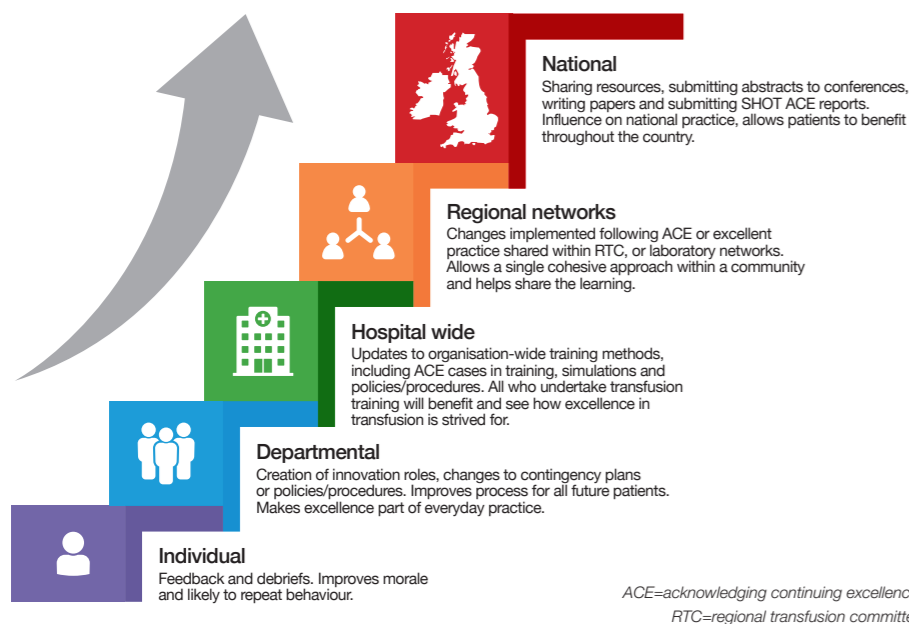 National
Sharing resources, submitting abstracts to conferences,
writing papers and submitting SHOT ACE reports.
Influence on national practice, allows patients to benefit
throughout the country.
Regional networks
Changes implemented following ACE or excellent
practice shared within RTC, or laboratory networks.
Allows a single cohesive approach within a community
and helps share the learning.
Hospital wide
Updates to organisation-wide training methods,
including ACE cases in training, simulations and
policies/procedures. All who undertake transfusion
training will benefit and see how excellence in
transfusion is strived for.
Departmental
Creation of innovation roles, changes to contingency plans
or policies/procedures. Improves process for all future patients.
Makes excellence part of everyday practice.
Individual
Feedback and debriefs. Improves morale
and likely to repeat behaviour.
ACE=acknowledging continuing excellenc
RTC=regional transfusion committe